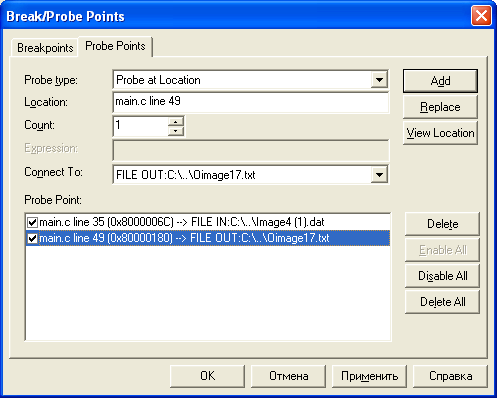 Break/Probe Points
Breakpoints
Probe Points
Probe type:
Probe at Location
Add
Location:
main.c line 49
Replace
Count:
1
View Location
Expression:
Connect To:
FILE OUT:C:\..\Oimage17.txt
Probe Point:
main.c line 35 (0x8000006C) --> FILE IN:C:\..\Image4 (1).dat
main.c line 49 (0x80000180) --> FILE OUT:C:\..\Oimage17.txt
Delete
Enable All
Disable All
Delete All
OK
Отмена
Применить
Справка